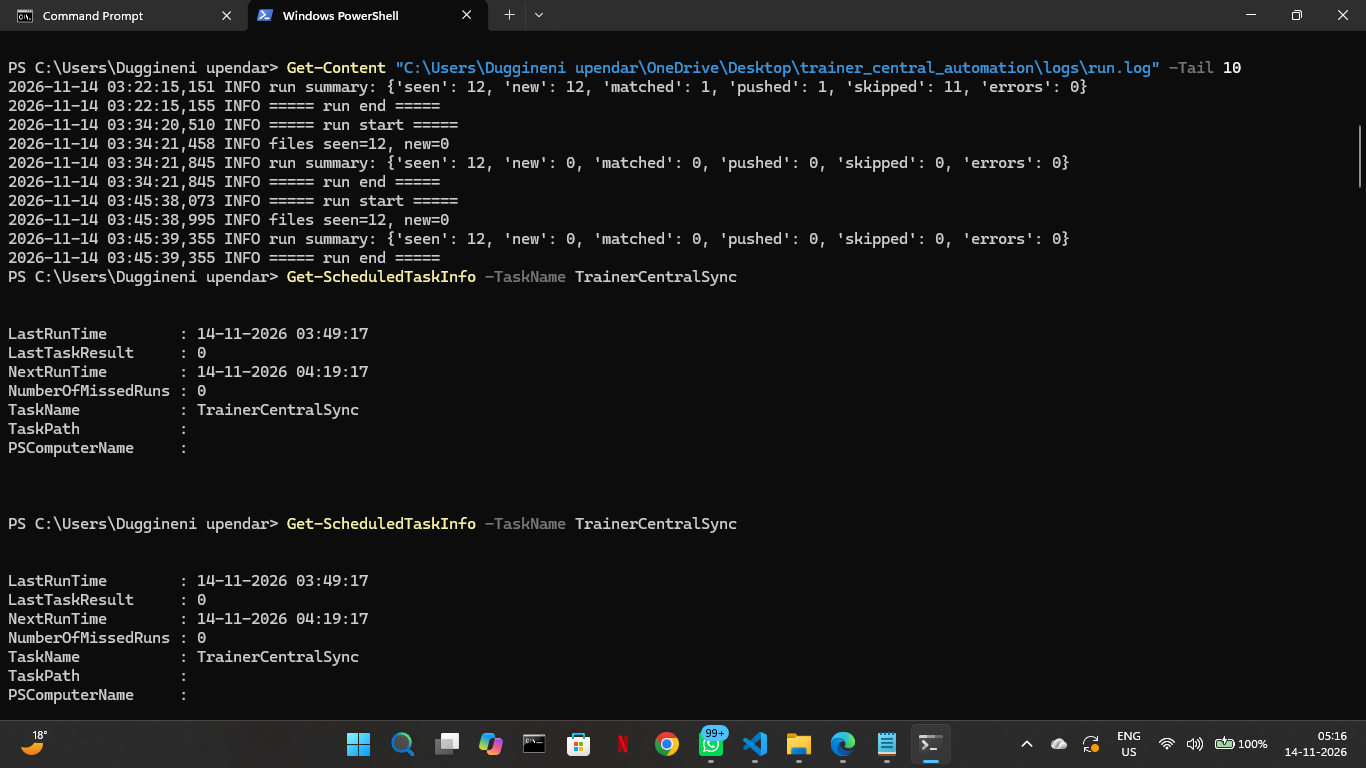 Command Prompt
Windows PowerShell
PS C:\Users\Duggineni upendar> Get-Content "C:\Users\Duggineni upendar\OneDrive\Desktop\trainer_central_automation\logs\run.log" -Tail 10
2026-11-14 03:22:15,151 INFO run summary: {'seen': 12, 'new': 12, 'matched': 1, 'pushed': 1, 'skipped': 11, 'errors': 0}
2026-11-14 03:22:15,155 INFO ===== run end =====
2026-11-14 03:34:20,510 INFO ===== run start =====
2026-11-14 03:34:21,458 INFO files seen=12, new=0
2026-11-14 03:34:21,845 INFO run summary: {'seen': 12, 'new': 0, 'matched': 0, 'pushed': 0, 'skipped': 0, 'errors': 0}
2026-11-14 03:34:21,845 INFO ===== run end =====
2026-11-14 03:45:38,073 INFO ===== run start =====
2026-11-14 03:45:38,995 INFO files seen=12, new=0
2026-11-14 03:45:39,355 INFO run summary: {'seen': 12, 'new': 0, 'matched': 0, 'pushed': 0, 'skipped': 0, 'errors': 0}
2026-11-14 03:45:39,355 INFO ===== run end =====
PS C:\Users\Duggineni upendar> Get-ScheduledTaskInfo -TaskName TrainerCentralSync
LastRunTime : 14-11-2026 03:49:17
LastTaskResult : 0
NextRunTime : 14-11-2026 04:19:17
NumberOfMissedRuns : 0
TaskName : TrainerCentralSync
TaskPath :
PSComputerName :
PS C:\Users\Duggineni upendar> Get-ScheduledTaskInfo -TaskName TrainerCentralSync
LastRunTime : 14-11-2026 03:49:17
LastTaskResult : 0
NextRunTime : 14-11-2026 04:19:17
NumberOfMissedRuns : 0
TaskName : TrainerCentralSync
TaskPath :
PSComputerName :
18°
99+
ENG
US
100%
05:16
14-11-2026